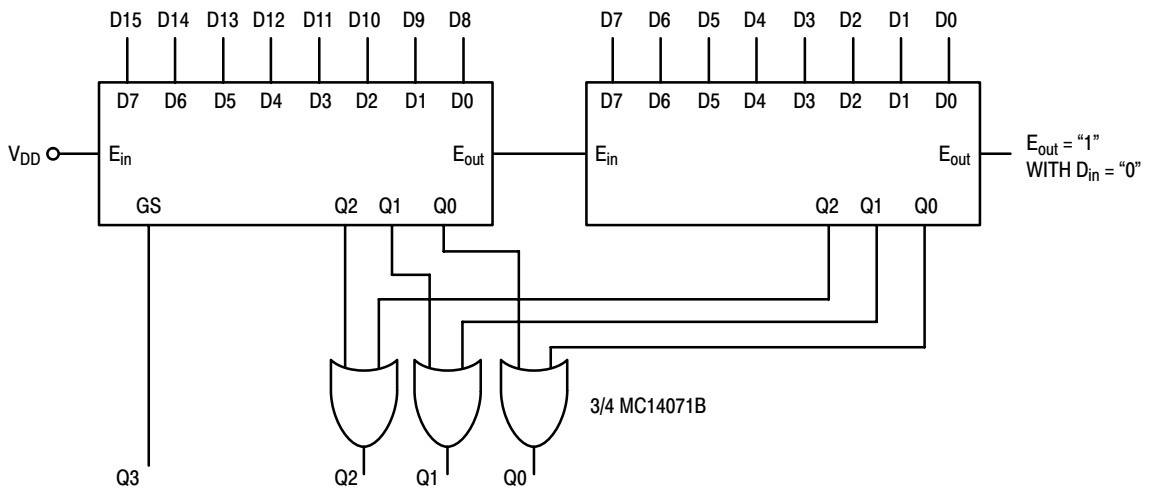 D15 D14 D13 D12 D11 D10 D9 D8 D7 D6 D5 D4 D3 D2 D1 D0
D7 D6 D5 D4 D3 D2 D1 D0 D7 D6 D5 D4 D3 D2 D1 D0
VDD Ein Eout Ein Eout Eout = “1”
WITH Din = “0”
GS Q2 Q1 Q0 Q2 Q1 Q0
3/4 MC14071B
Q3 Q2 Q1 Q0